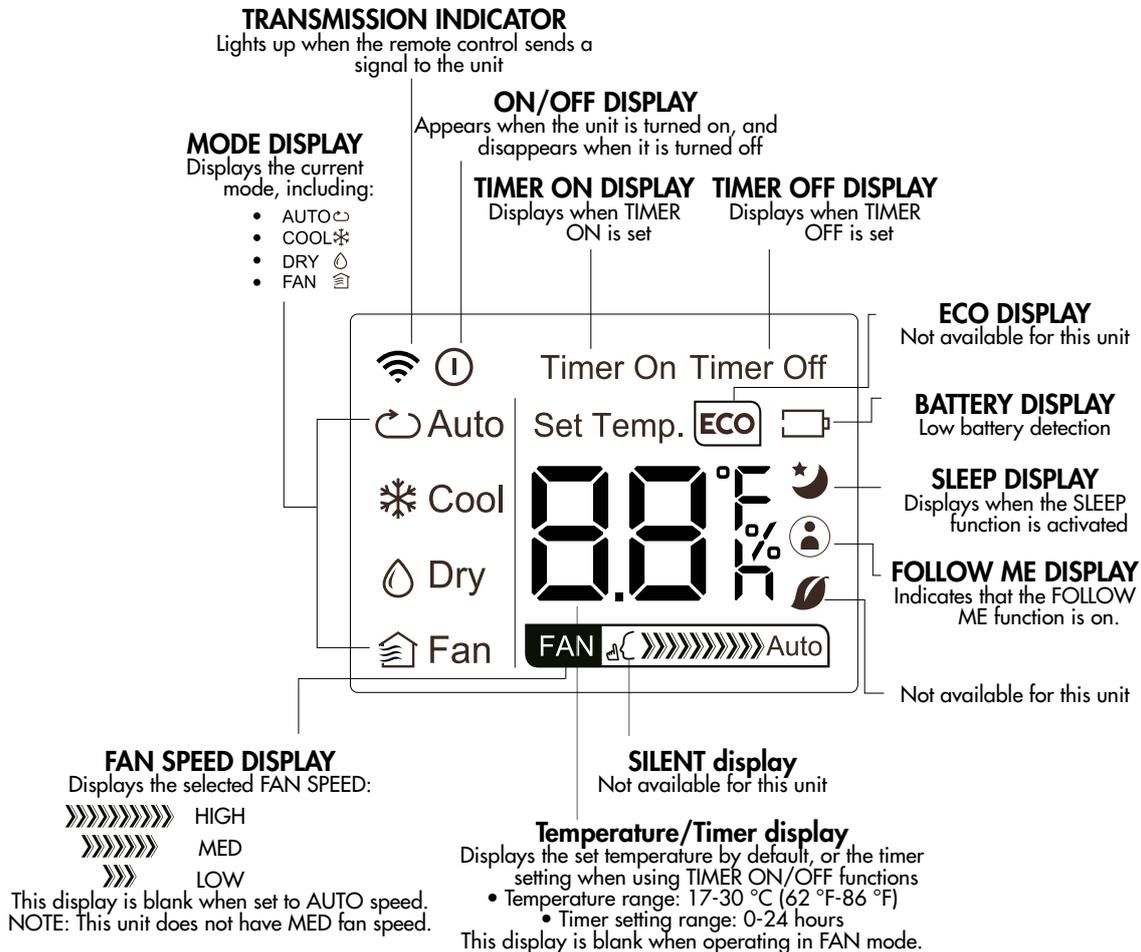 TRANSMISSION INDICATOR
Lights up when the remote control sends a
signal to the unit
ON/OFF DISPLAY
Appears when the unit is turned on, and
disappears when it is turned off
MODE DISPLAY
Displays the current
mode, including:
• AUTO
• COOL
• DRY
• FAN
TIMER ON DISPLAY
Displays when TIMER
ON is set
TIMER OFF DISPLAY
Displays when TIMER
OFF is set
ECO DISPLAY
Not available for this unit
BATTERY DISPLAY
Low battery detection
SLEEP DISPLAY
Displays when the SLEEP
function is activated
FOLLOW ME DISPLAY
Indicates that the FOLLOW
ME function is on.
Not available for this unit
Timer On Timer Off
Auto
Set Temp. ECO
Cool
8.8 °F % h
Dry
Fan
FAN Auto
FAN SPEED DISPLAY
Displays the selected FAN SPEED:
HIGH
MED
LOW
This display is blank when set to AUTO speed.
NOTE: This unit does not have MED fan speed.
SILENT display
Not available for this unit
Temperature/Timer display
Displays the set temperature by default, or the timer
setting when using TIMER ON/OFF functions
• Temperature range: 17-30 °C (62 °F-86 °F)
• Timer setting range: 0-24 hours
This display is blank when operating in FAN mode.